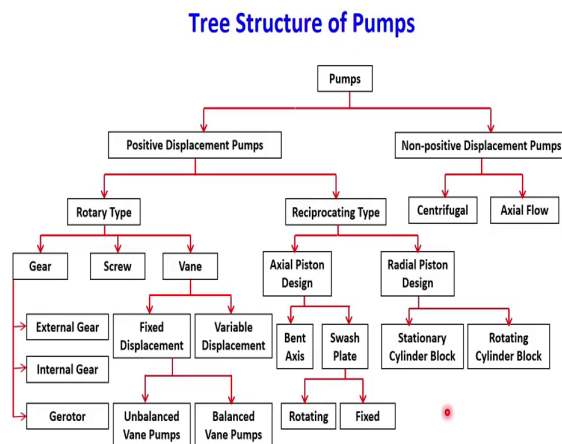 Tree Structure of Pumps
Pumps
Positive Displacement Pumps
Non-positive Displacement Pumps
Rotary Type
Reciprocating Type
Centrifugal
Axial Flow
Gear
Screw
Vane
Axial Piston
Design
Radial Piston
Design
External Gear
Fixed
Displacement
Variable
Displacement
Bent
Axis
Swash
Plate
Stationary
Cylinder Block
Rotating
Cylinder Block
Internal Gear
Gerotor
Unbalanced
Vane Pumps
Balanced
Vane Pumps
Rotating
Fixed